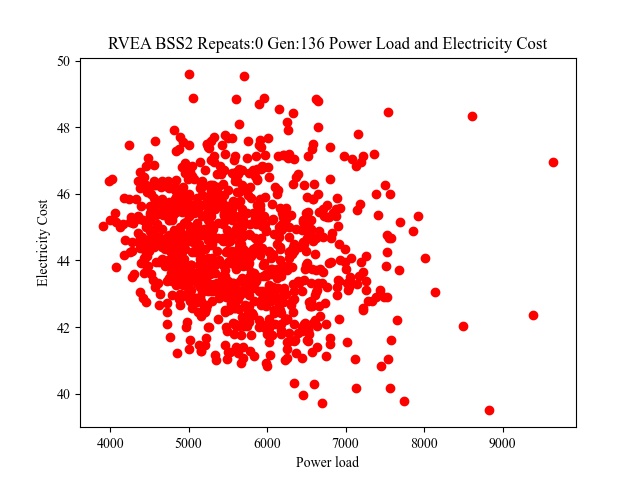 RVEA BSS2 Repeats:0 Gen:136 Power Load and Electricity Cost
50
48
46
44
42
40
Electricity Cost
4000 5000 6000 7000 8000 9000
Power load